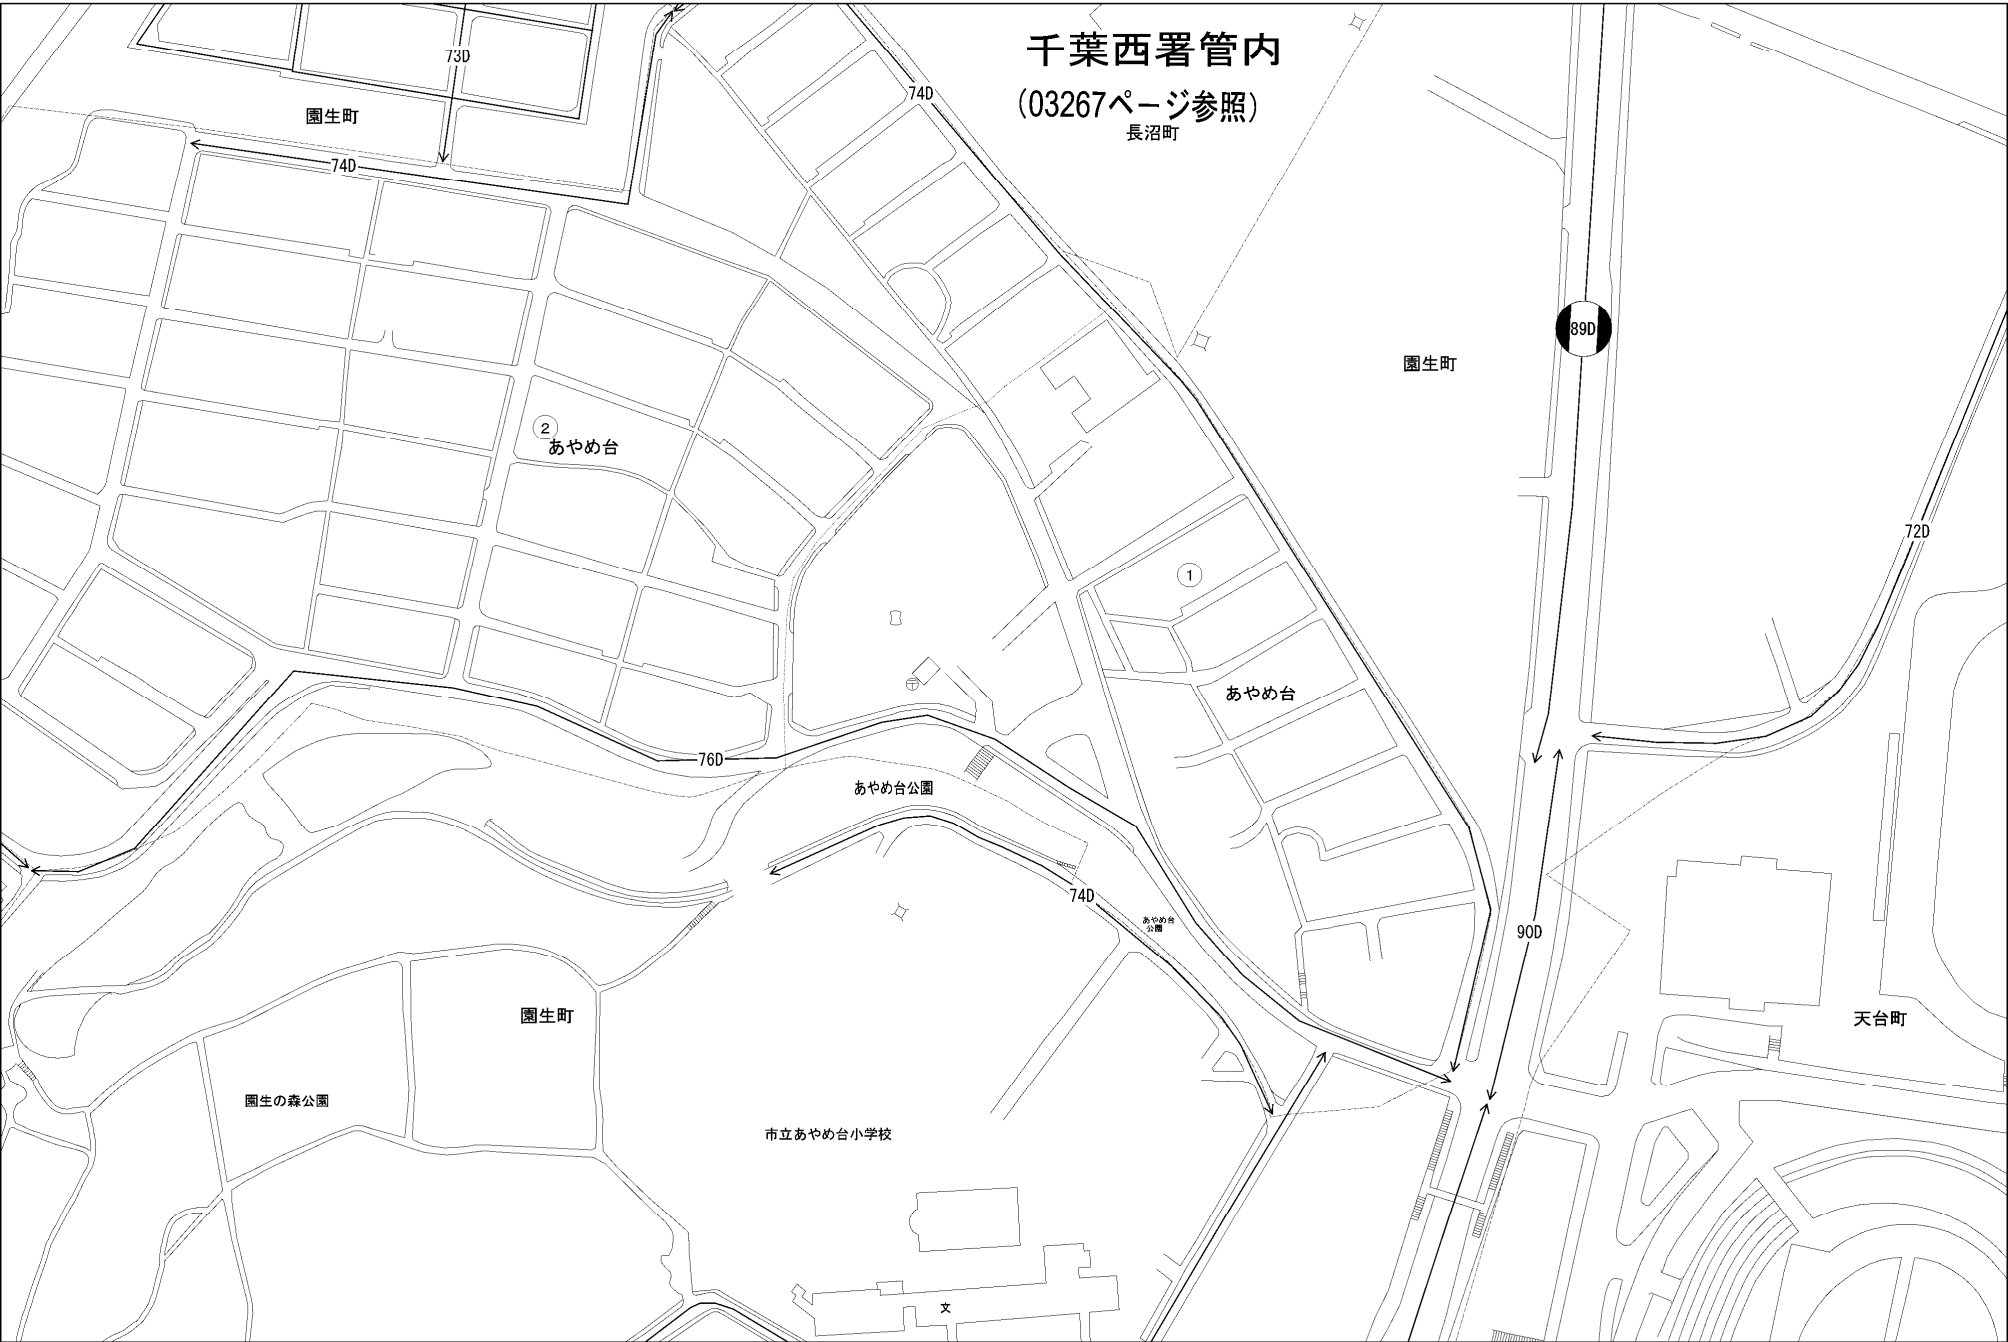 千葉西署管内
(03267ページ参照)
長沼町
73D
74D
園生町
74D
89D
園生町
2
あやめ台
72D
1
あやめ台
76D
あやめ台公園
74D
あやめ台
公園
90D
園生町
天台町
園生の森公園
市立あやめ台小学校
文